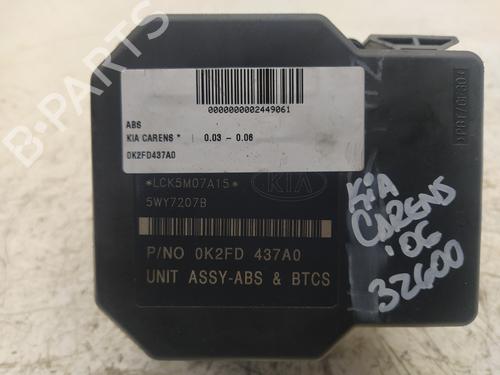 B-PARTS
0000000002449061
ABS
KIA CARENS * 0.03 - 0.06
0K2FD437A0
*LCK5M07A15*
KIA
5WY7207B
P/NO 0K2FD 437A0
UNIT ASSY-ABS & BTCS
KiA
CARENS
'06
32600